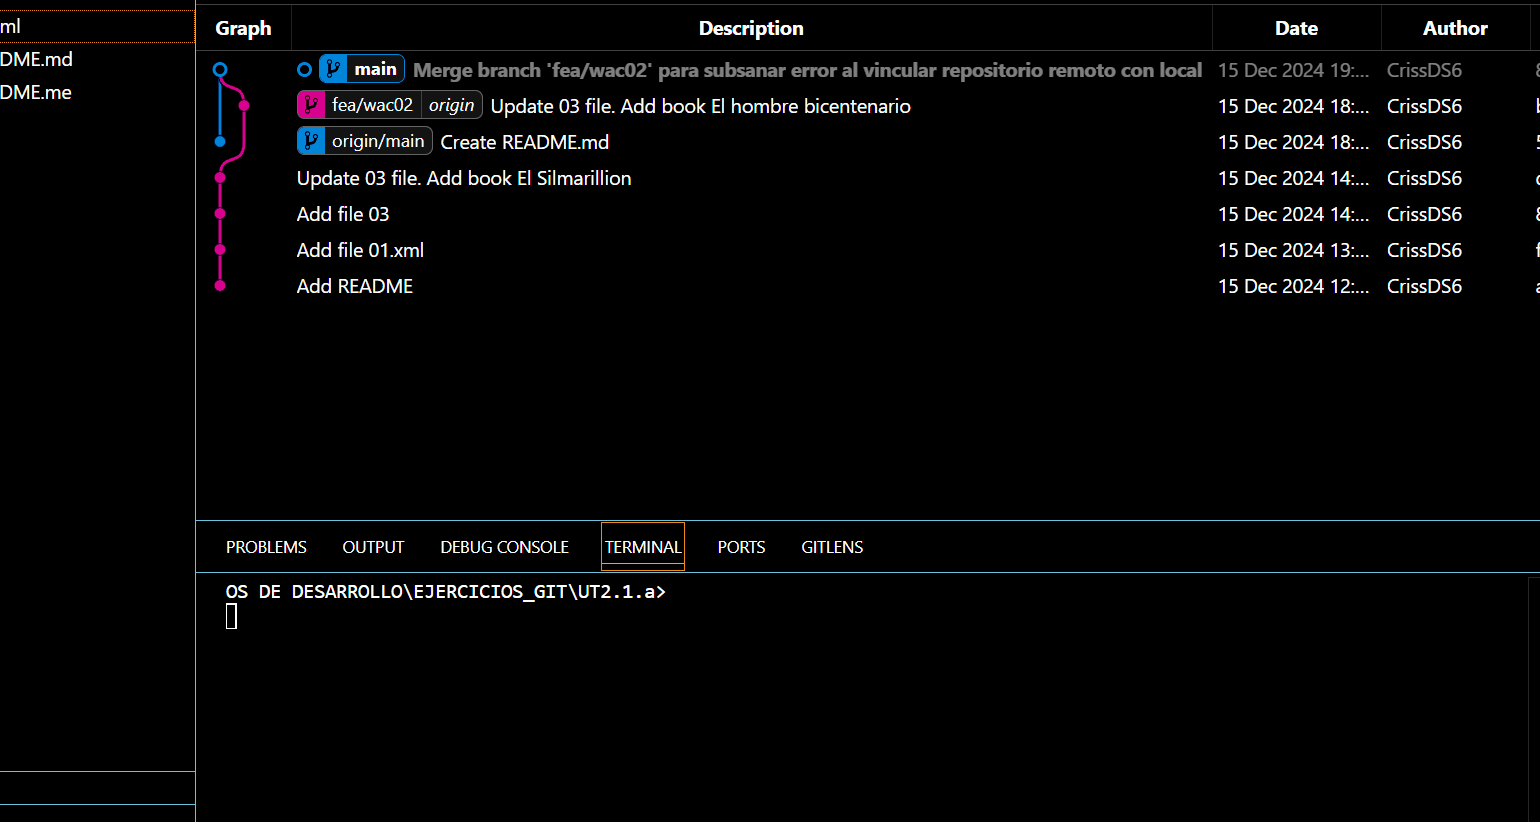 ml
DME.md
DME.me
Graph Description Date Author
main Merge branch 'fea/wac02' para subsanar error al vincular repositorio remoto con local 15 Dec 2024 19:... CrissDS6
fea/wac02 origin Update 03 file. Add book El hombre bicentenario 15 Dec 2024 18:... CrissDS6
origin/main Create README.md 15 Dec 2024 18:... CrissDS6
Update 03 file. Add book El Silmarillion 15 Dec 2024 14:... CrissDS6
Add file 03 15 Dec 2024 14:... CrissDS6
Add file 01.xml 15 Dec 2024 13:... CrissDS6
Add README 15 Dec 2024 12:... CrissDS6
PROBLEMS OUTPUT DEBUG CONSOLE TERMINAL PORTS GITLENS
OS DE DESARROLLO\EJERCICIOS_GIT\UT2.1.a>